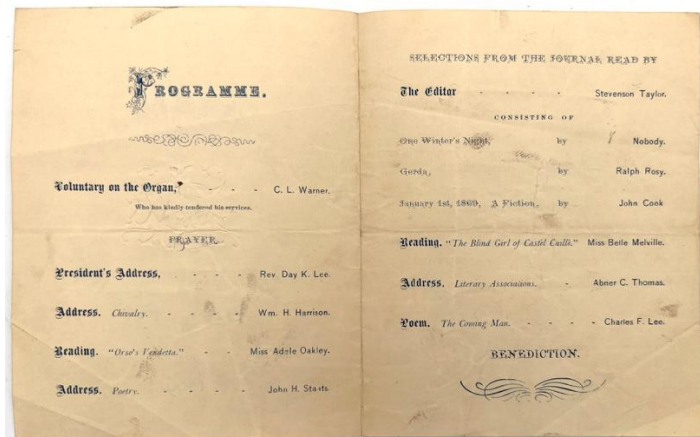 PROGRAMME.
Voluntary on the Organ, - - C. L. Warner.
Who has kindly tendered his services.
PRAYER.
President's Address, - - - - Rev. Day K. Lee.
Address. Chivalry. - - - - Wm. H. Harrison.
Reading. "Orso's Vendetta." - - - Miss Adele Oakley.
Address. Poetry. - - - - John H. Staats.
SELECTIONS FROM THE JOURNAL READ BY
The Editor - - - - Stevenson Taylor.
CONSISTING OF
One Winter's Night, by Nobody.
Gerda, by Ralph Rosy.
January 1st, 1869, A Fiction, by John Cook
Reading. "The Blind Girl of Castél Cuillé." Miss Belle Melville.
Address. Literary Associations. - Abner C. Thomas.
Poem. The Coming Man. - - - - Charles F. Lee.
BENEDICTION.